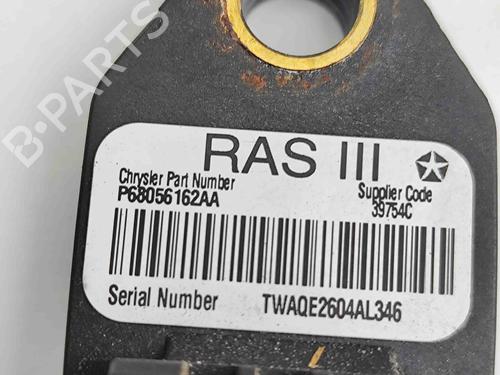 RAS III
Chrysler Part Number
P68056162AA
Supplier Code
39754C
Serial Number TWAQE2604AL346
B-PARTS